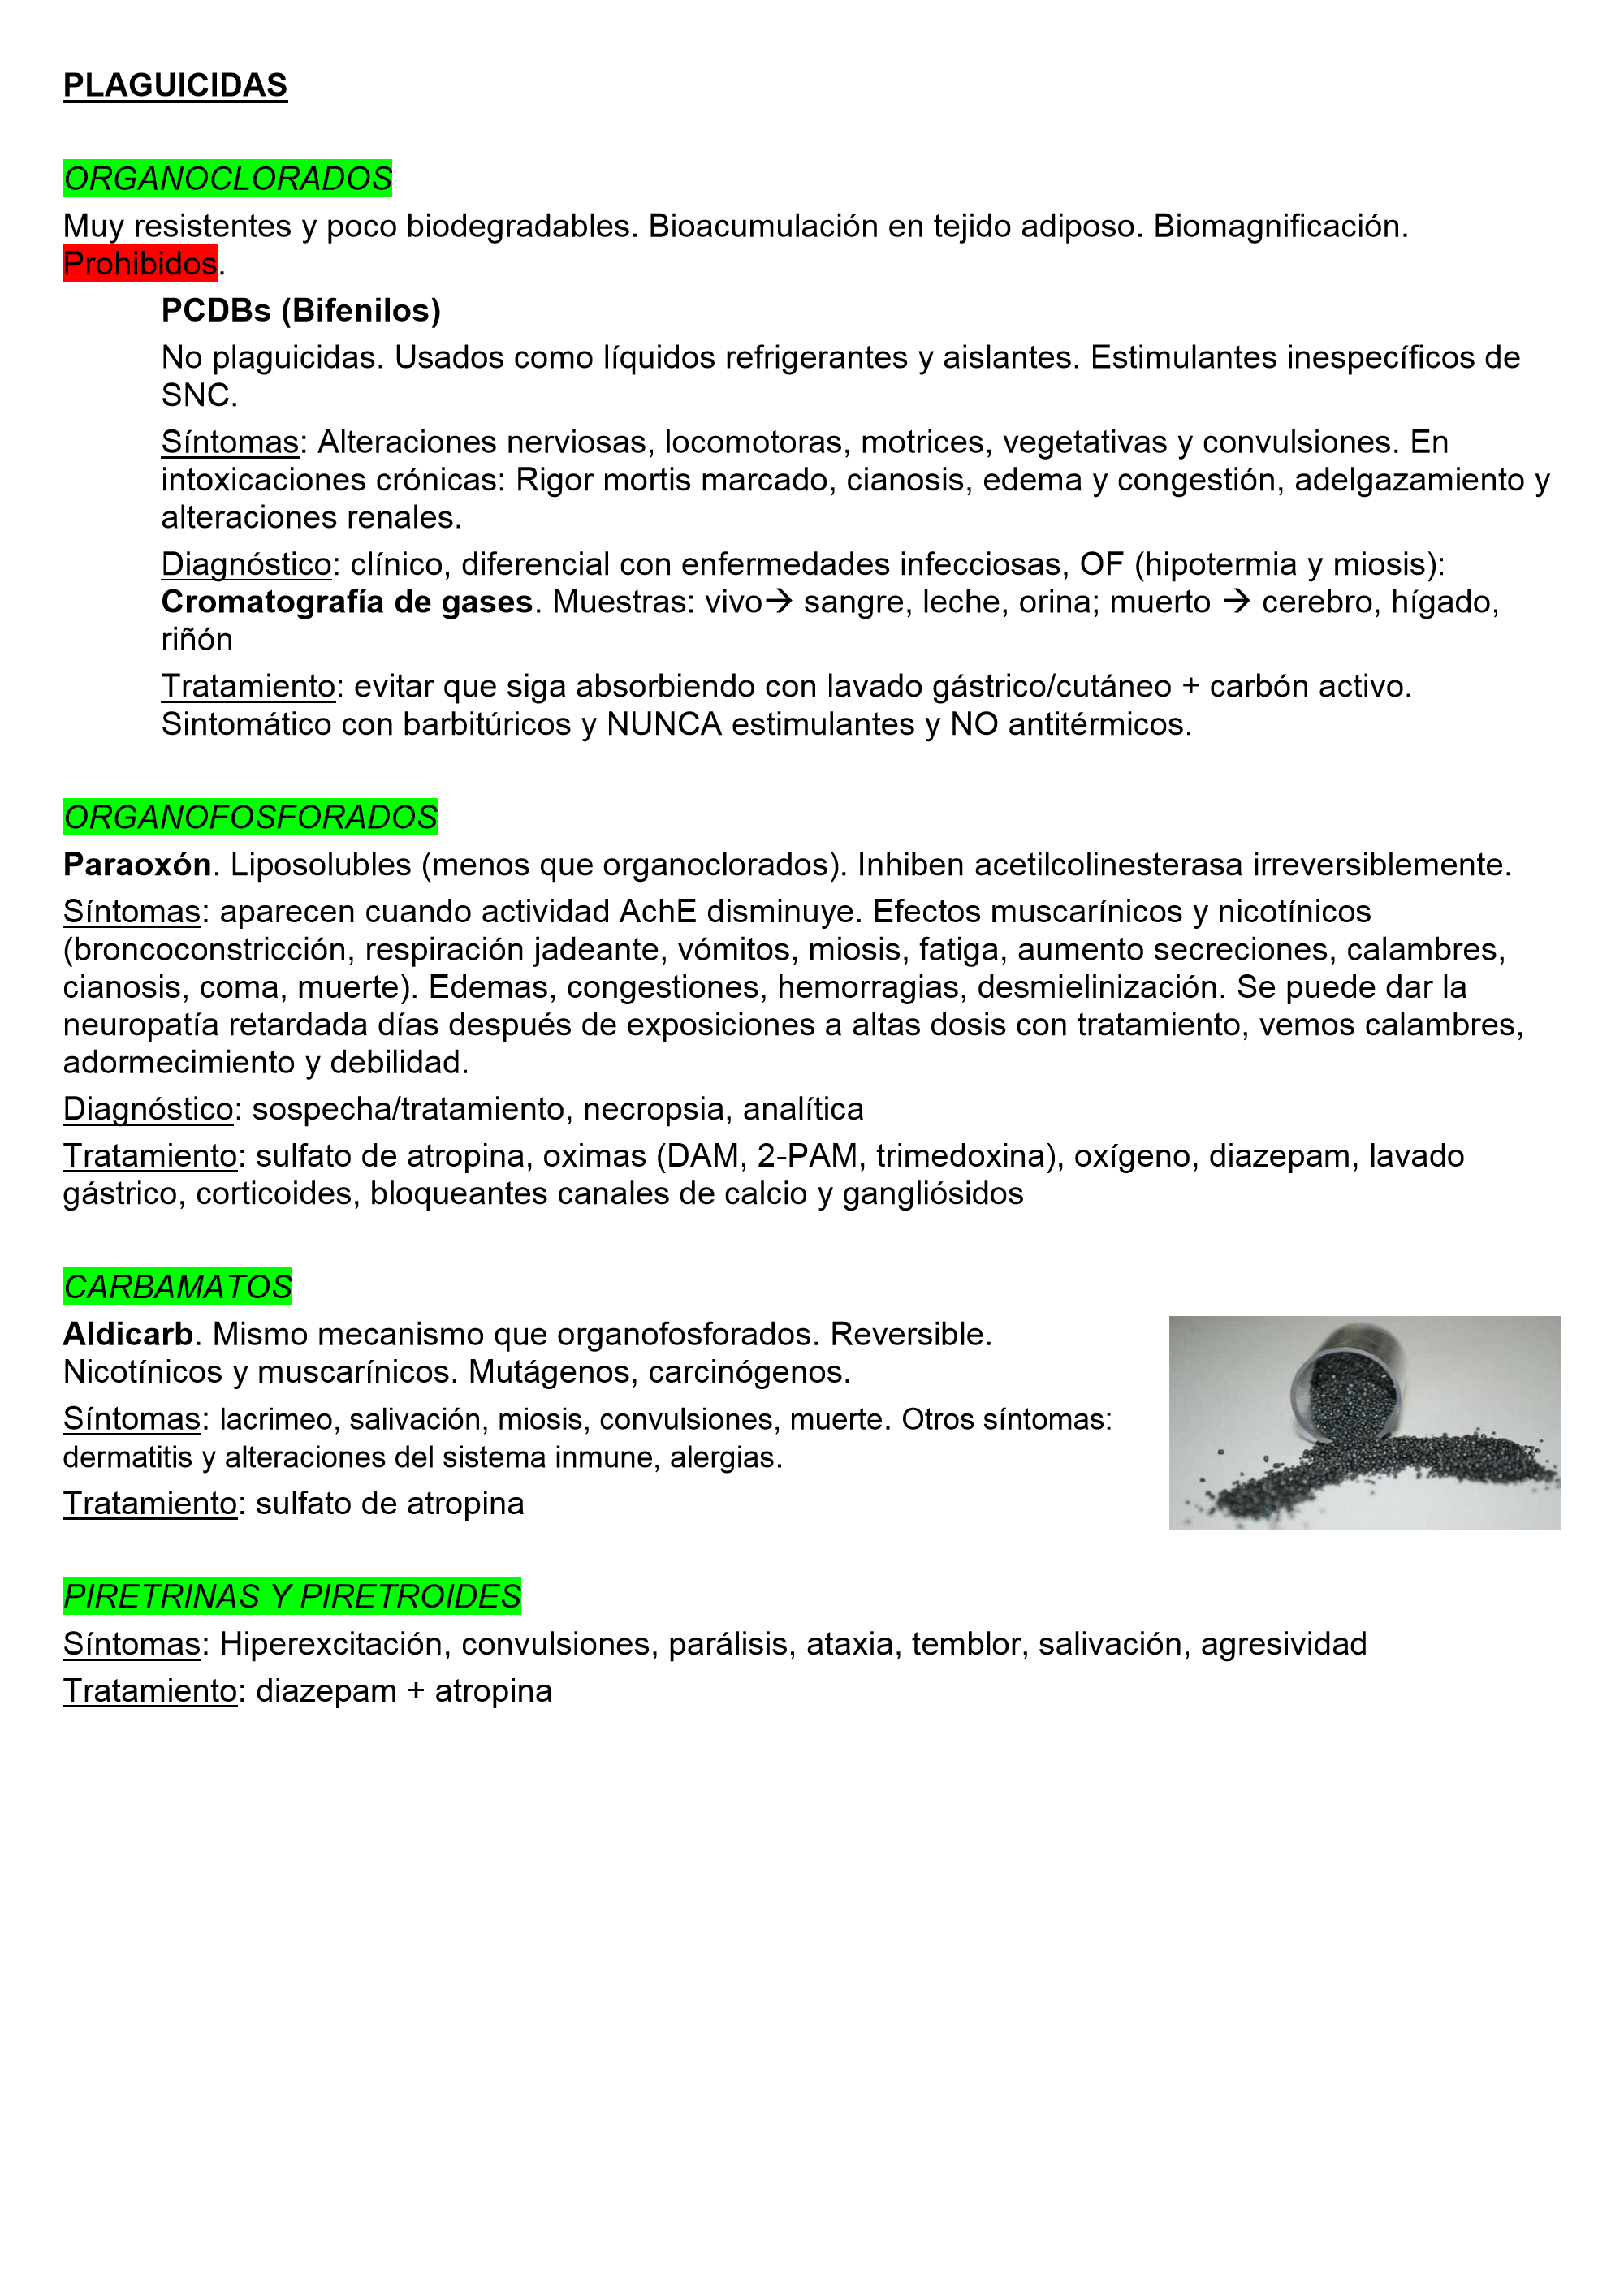 PLAGUICIDAS
ORGANOCLORADOS
Muy resistentes y poco biodegradables. Bioacumulación en tejido adiposo. Biomagnificación.
Prohibidos.
PCDBs (Bifenilos)
No plaguicidas. Usados como líquidos refrigerantes y aislantes. Estimulantes inespecíficos de
SNC.
Síntomas: Alteraciones nerviosas, locomotoras, motrices, vegetativas y convulsiones. En
intoxicaciones crónicas: Rigor mortis marcado, cianosis, edema y congestión, adelgazamiento y
alteraciones renales.
Diagnóstico: clínico, diferencial con enfermedades infecciosas, OF (hipotermia y miosis):
Cromatografía de gases. Muestras: vivo→ sangre, leche, orina; muerto → cerebro, hígado,
riñón
Tratamiento: evitar que siga absorbiendo con lavado gástrico/cutáneo + carbón activo.
Sintomático con barbitúricos y NUNCA estimulantes y NO antitérmicos.
ORGANOFOSFORADOS
Paraoxón. Liposolubles (menos que organoclorados). Inhiben acetilcolinesterasa irreversiblemente.
Síntomas: aparecen cuando actividad AchE disminuye. Efectos muscarínicos y nicotínicos
(broncoconstricción, respiración jadeante, vómitos, miosis, fatiga, aumento secreciones, calambres,
cianosis, coma, muerte). Edemas, congestiones, hemorragias, desmielinización. Se puede dar la
neuropatía retardada días después de exposiciones a altas dosis con tratamiento, vemos calambres,
adormecimiento y debilidad.
Diagnóstico: sospecha/tratamiento, necropsia, analítica
Tratamiento: sulfato de atropina, oximas (DAM, 2-PAM, trimedoxina), oxígeno, diazepam, lavado
gástrico, corticoides, bloqueantes canales de calcio y gangliósidos
CARBAMATOS
Aldicarb. Mismo mecanismo que organofosforados. Reversible.
Nicotínicos y muscarínicos. Mutágenos, carcinógenos.
Síntomas: lacrimeo, salivación, miosis, convulsiones, muerte. Otros síntomas:
dermatitis y alteraciones del sistema inmune, alergias.
Tratamiento: sulfato de atropina
PIRETRINAS Y PIRETROIDES
Síntomas: Hiperexcitación, convulsiones, parálisis, ataxia, temblor, salivación, agresividad
Tratamiento: diazepam + atropina